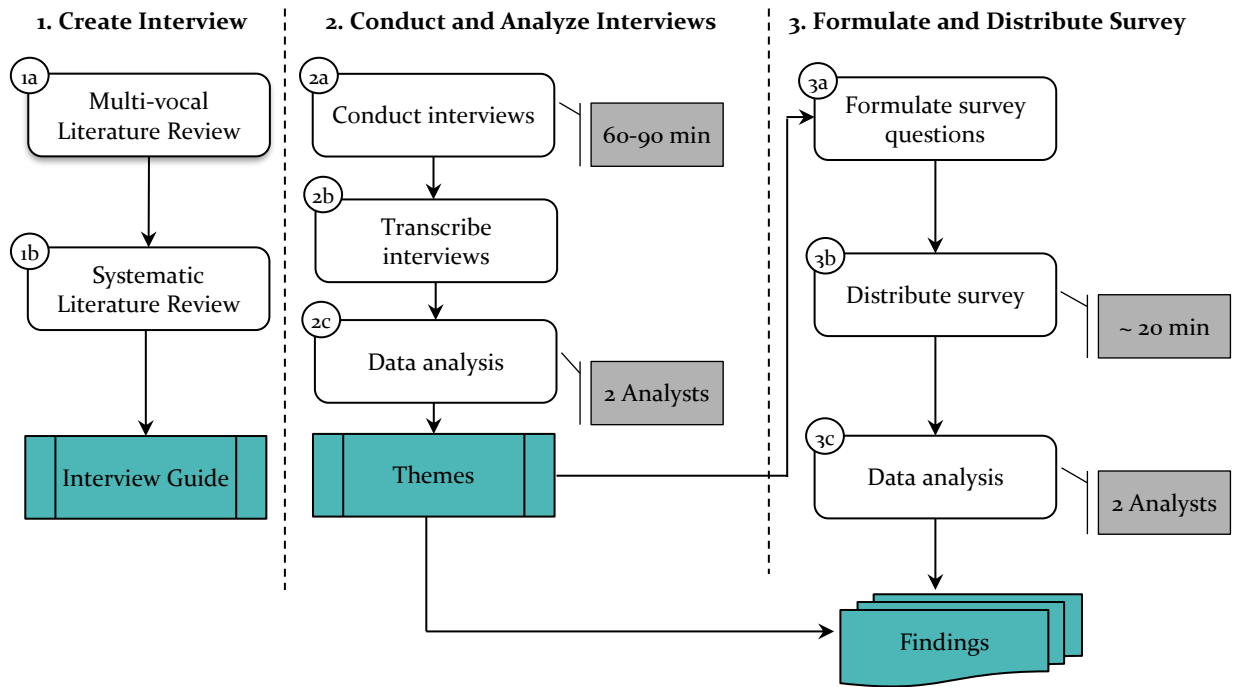 1. Create Interview
1a
Multi-vocal
Literature Review
1b
Systematic
Literature Review
Interview Guide
2. Conduct and Analyze Interviews
2a
Conduct interviews
60-90 min
2b
Transcribe
interviews
2c
Data analysis
2 Analysts
Themes
3. Formulate and Distribute Survey
3a
Formulate survey
questions
3b
Distribute survey
~ 20 min
3c
Data analysis
2 Analysts
Findings